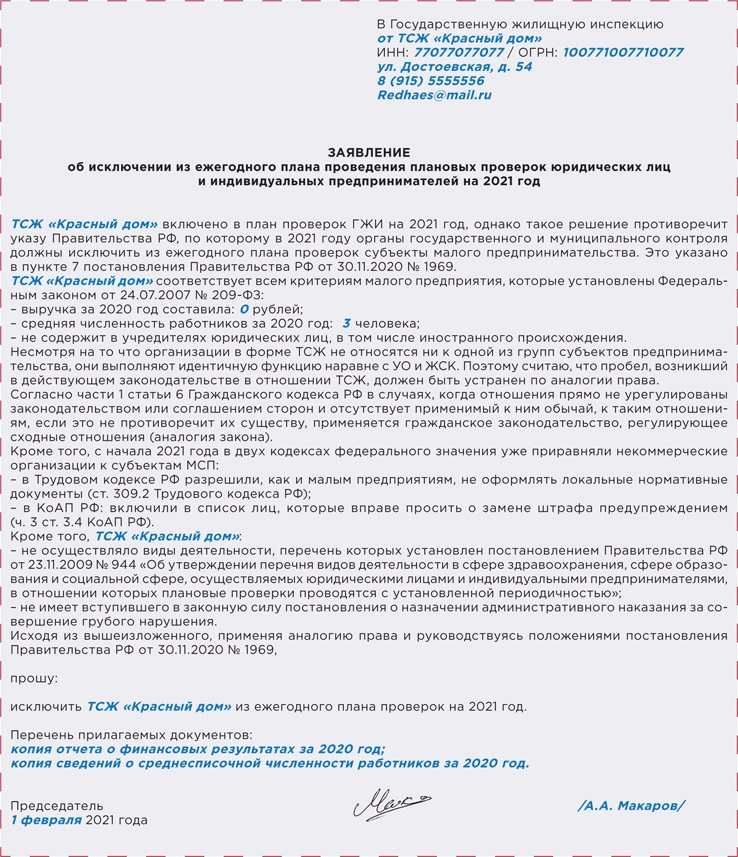 В Государственную жилищную инспекцию
от ТСЖ «Красный дом»
ИНН: 77077077077 / ОГРН: 100771007710077
ул. Достоевская, д. 54
8 (915) 5555556
Redhaes@mail.ru
ЗАЯВЛЕНИЕ
об исключении из ежегодного плана проведения плановых проверок юридических лиц
и индивидуальных предпринимателей на 2021 год
ТСЖ «Красный дом» включено в план проверок ГЖИ на 2021 год, однако такое решение противоречит
указу Правительства РФ, по которому в 2021 году органы государственного и муниципального контроля
должны исключить из ежегодного плана проверок субъекты малого предпринимательства. Это указано
в пункте 7 постановления Правительства РФ от 30.11.2020 № 1969.
ТСЖ «Красный дом» соответствует всем критериям малого предприятия, которые установлены Федераль-
ным законом от 24.07.2007 № 209-ФЗ:
– выручка за 2020 год составила: 0 рублей;
– средняя численность работников за 2020 год: 3 человека;
– не содержит в учредителях юридических лиц, в том числе иностранного происхождения.
Несмотря на то что организации в форме ТСЖ не относятся ни к одной из групп субъектов предпринима-
тельства, они выполняют идентичную функцию наравне с УО и ЖСК. Поэтому считаю, что пробел, возникший
в действующем законодательстве в отношении ТСЖ, должен быть устранен по аналогии права.
Согласно части 1 статьи 6 Гражданского кодекса РФ в случаях, когда отношения прямо не урегулированы
законодательством или соглашением сторон и отсутствует применимый к ним обычай, к таким отношени-
ям, если это не противоречит их существу, применяется гражданское законодательство, регулирующее
сходные отношения (аналогия закона).
Кроме того, с начала 2021 года в двух кодексах федерального значения уже приравняли некоммерческие
организации к субъектам МСП:
– в Трудовом кодексе РФ разрешили, как и малым предприятиям, не оформлять локальные нормативные
документы (ст. 309.2 Трудового кодекса РФ);
– в КоАП РФ: включили в список лиц, которые вправе просить о замене штрафа предупреждением
(ч. 3 ст. 3.4 КоАП РФ).
Кроме того, ТСЖ «Красный дом»:
– не осуществляло виды деятельности, перечень которых установлен постановлением Правительства РФ
от 23.11.2009 № 944 «Об утверждении перечня видов деятельности в сфере здравоохранения, сфере образо-
вания и социальной сфере, осуществляемых юридическими лицами и индивидуальными предпринимателями,
в отношении которых плановые проверки проводятся с установленной периодичностью»;
– не имеет вступившего в законную силу постановления о назначении административного наказания за со-
вершение грубого нарушения.
Исходя из вышеизложенного, применяя аналогию права и руководствуясь положениями постановления
Правительства РФ от 30.11.2020 № 1969,
прошу:
исключить ТСЖ «Красный дом» из ежегодного плана проверок на 2021 год.
Перечень прилагаемых документов:
копия отчета о финансовых результатах за 2020 год;
копия сведений о среднесписочной численности работников за 2020 год.
Председатель /А.А. Макаров/
1 февраля 2021 года